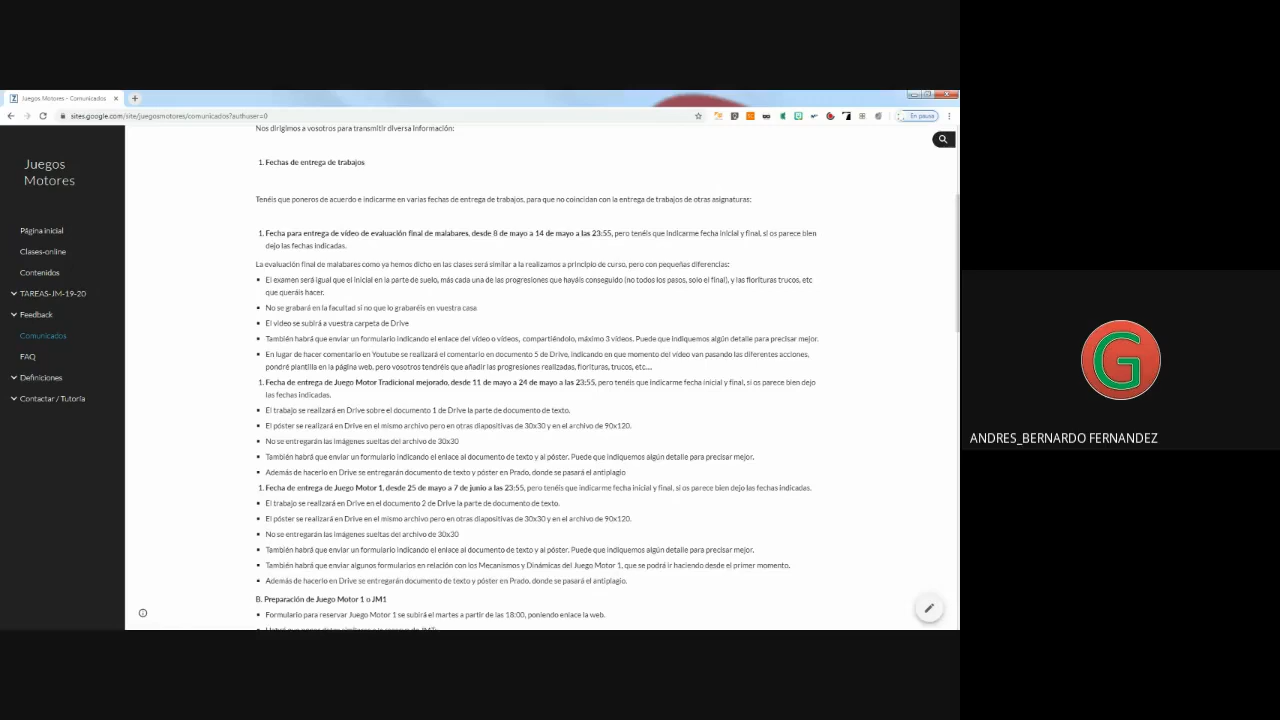 Juegos Motores - Comunicados
sites.google.com/site/juegosmotores/comunicados?authuser=0
En pausa
Juegos
Motores
Página inicial
Clases-online
Contenidos
TAREAS-JM-19-20
Feedback
Comunicados
FAQ
Definiciones
Contactar / Tutoría
Nos dirigimos a vosotros para transmitir diversa información:
1. Fechas de entrega de trabajos
Tenéis que poneros de acuerdo e indicarme en varias fechas de entrega de trabajos, para que no coincidan con la entrega de trabajos de otras asignaturas:
1. Fecha para entrega de vídeo de evaluación final de malabares, desde 8 de mayo a 14 de mayo a las 23:55, pero tenéis que indicarme fecha inicial y final, si os parece bien
dejo las fechas indicadas.
La evaluación final de malabares como ya hemos dicho en las clases será similar a la realizamos a principio de curso, pero con pequeñas diferencias:
▪ El examen será igual que el inicial en la parte de suelo, más cada una de las progresiones que hayáis conseguido (no todos los pasos, solo el final), y las florituras trucos, etc
que queráis hacer.
▪ No se grabará en la facultad si no que lo grabaréis en vuestra casa
▪ El video se subirá a vuestra carpeta de Drive
▪ También habrá que enviar un formulario indicando el enlace del vídeo o vídeos, compartiéndolo, máximo 3 vídeos. Puede que indiquemos algún detalle para precisar mejor.
▪ En lugar de hacer comentario en Youtube se realizará el comentario en documento 5 de Drive, indicando en que momento del vídeo van pasando las diferentes acciones,
pondré plantilla en la página web, pero vosotros tendréis que añadir las progresiones realizadas, florituras, trucos, etc....
1. Fecha de entrega de Juego Motor Tradicional mejorado, desde 11 de mayo a 24 de mayo a las 23:55, pero tenéis que indicarme fecha inicial y final, si os parece bien dejo
las fechas indicadas.
▪ El trabajo se realizará en Drive sobre el documento 1 de Drive la parte de documento de texto.
▪ El póster se realizará en Drive en el mismo archivo pero en otras diapositivas de 30x30 y en el archivo de 90x120.
▪ No se entregarán las imágenes sueltas del archivo de 30x30
▪ También habrá que enviar un formulario indicando el enlace al documento de texto y al póster. Puede que indiquemos algún detalle para precisar mejor.
▪ Además de hacerlo en Drive se entregarán documento de texto y póster en Prado, donde se pasará el antiplagio
1. Fecha de entrega de Juego Motor 1, desde 25 de mayo a 7 de junio a las 23:55, pero tenéis que indicarme fecha inicial y final, si os parece bien dejo las fechas indicadas.
▪ El trabajo se realizará en Drive en el documento 2 de Drive la parte de documento de texto.
▪ El póster se realizará en Drive en el mismo archivo pero en otras diapositivas de 30x30 y en el archivo de 90x120.
▪ No se entregarán las imágenes sueltas del archivo de 30x30
▪ También habrá que enviar un formulario indicando el enlace al documento de texto y al póster. Puede que indiquemos algún detalle para precisar mejor.
▪ También habrá que enviar algunos formularios en relación con los Mecanismos y Dinámicas del Juego Motor 1, que se podrá ir haciendo desde el primer momento.
▪ Además de hacerlo en Drive se entregarán documento de texto y póster en Prado, donde se pasará el antiplagio.
B. Preparación de Juego Motor 1 o JM1
▪ Formulario para reservar Juego Motor 1 se subirá el martes a partir de las 18:00, poniendo enlace la web.
G
ANDRES_BERNARDO FERNANDEZ